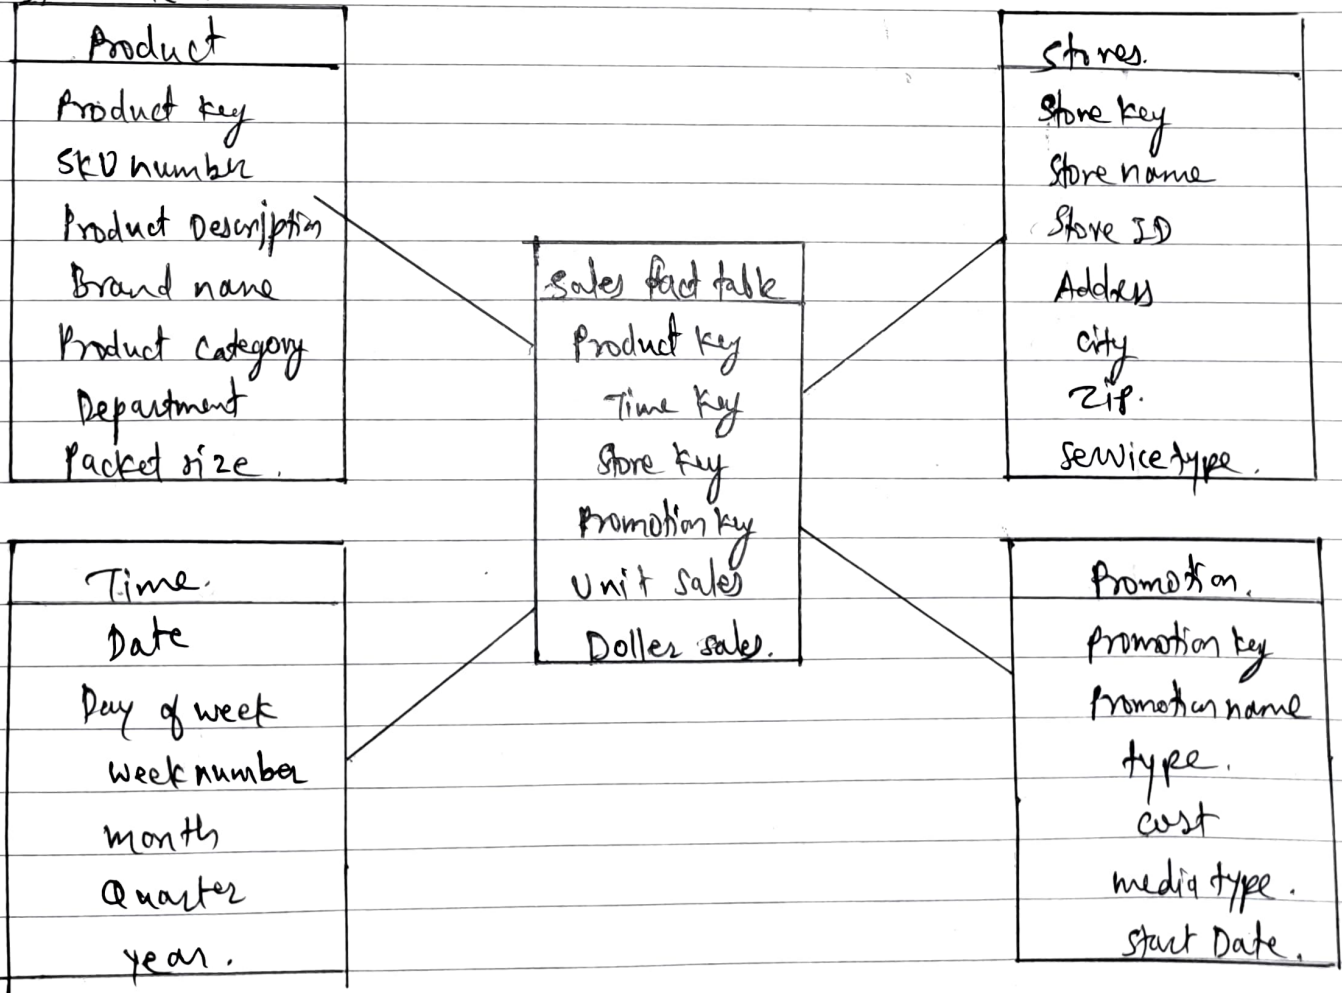 Product
Product key
SKU number
Product Description
Brand name
Product Category
Department
Packet size.
Stores.
Store key
Store name
Store ID
Address
City
Zip.
service type.
Sales fact table
Product key
Time key
Store key
Promotion key
Unit sales
Doller sales.
Time.
Date
Day of week
week number
month
Quarter
year.
Promotion.
Promotion key
Promotion name
type.
cost
media type.
Start Date.